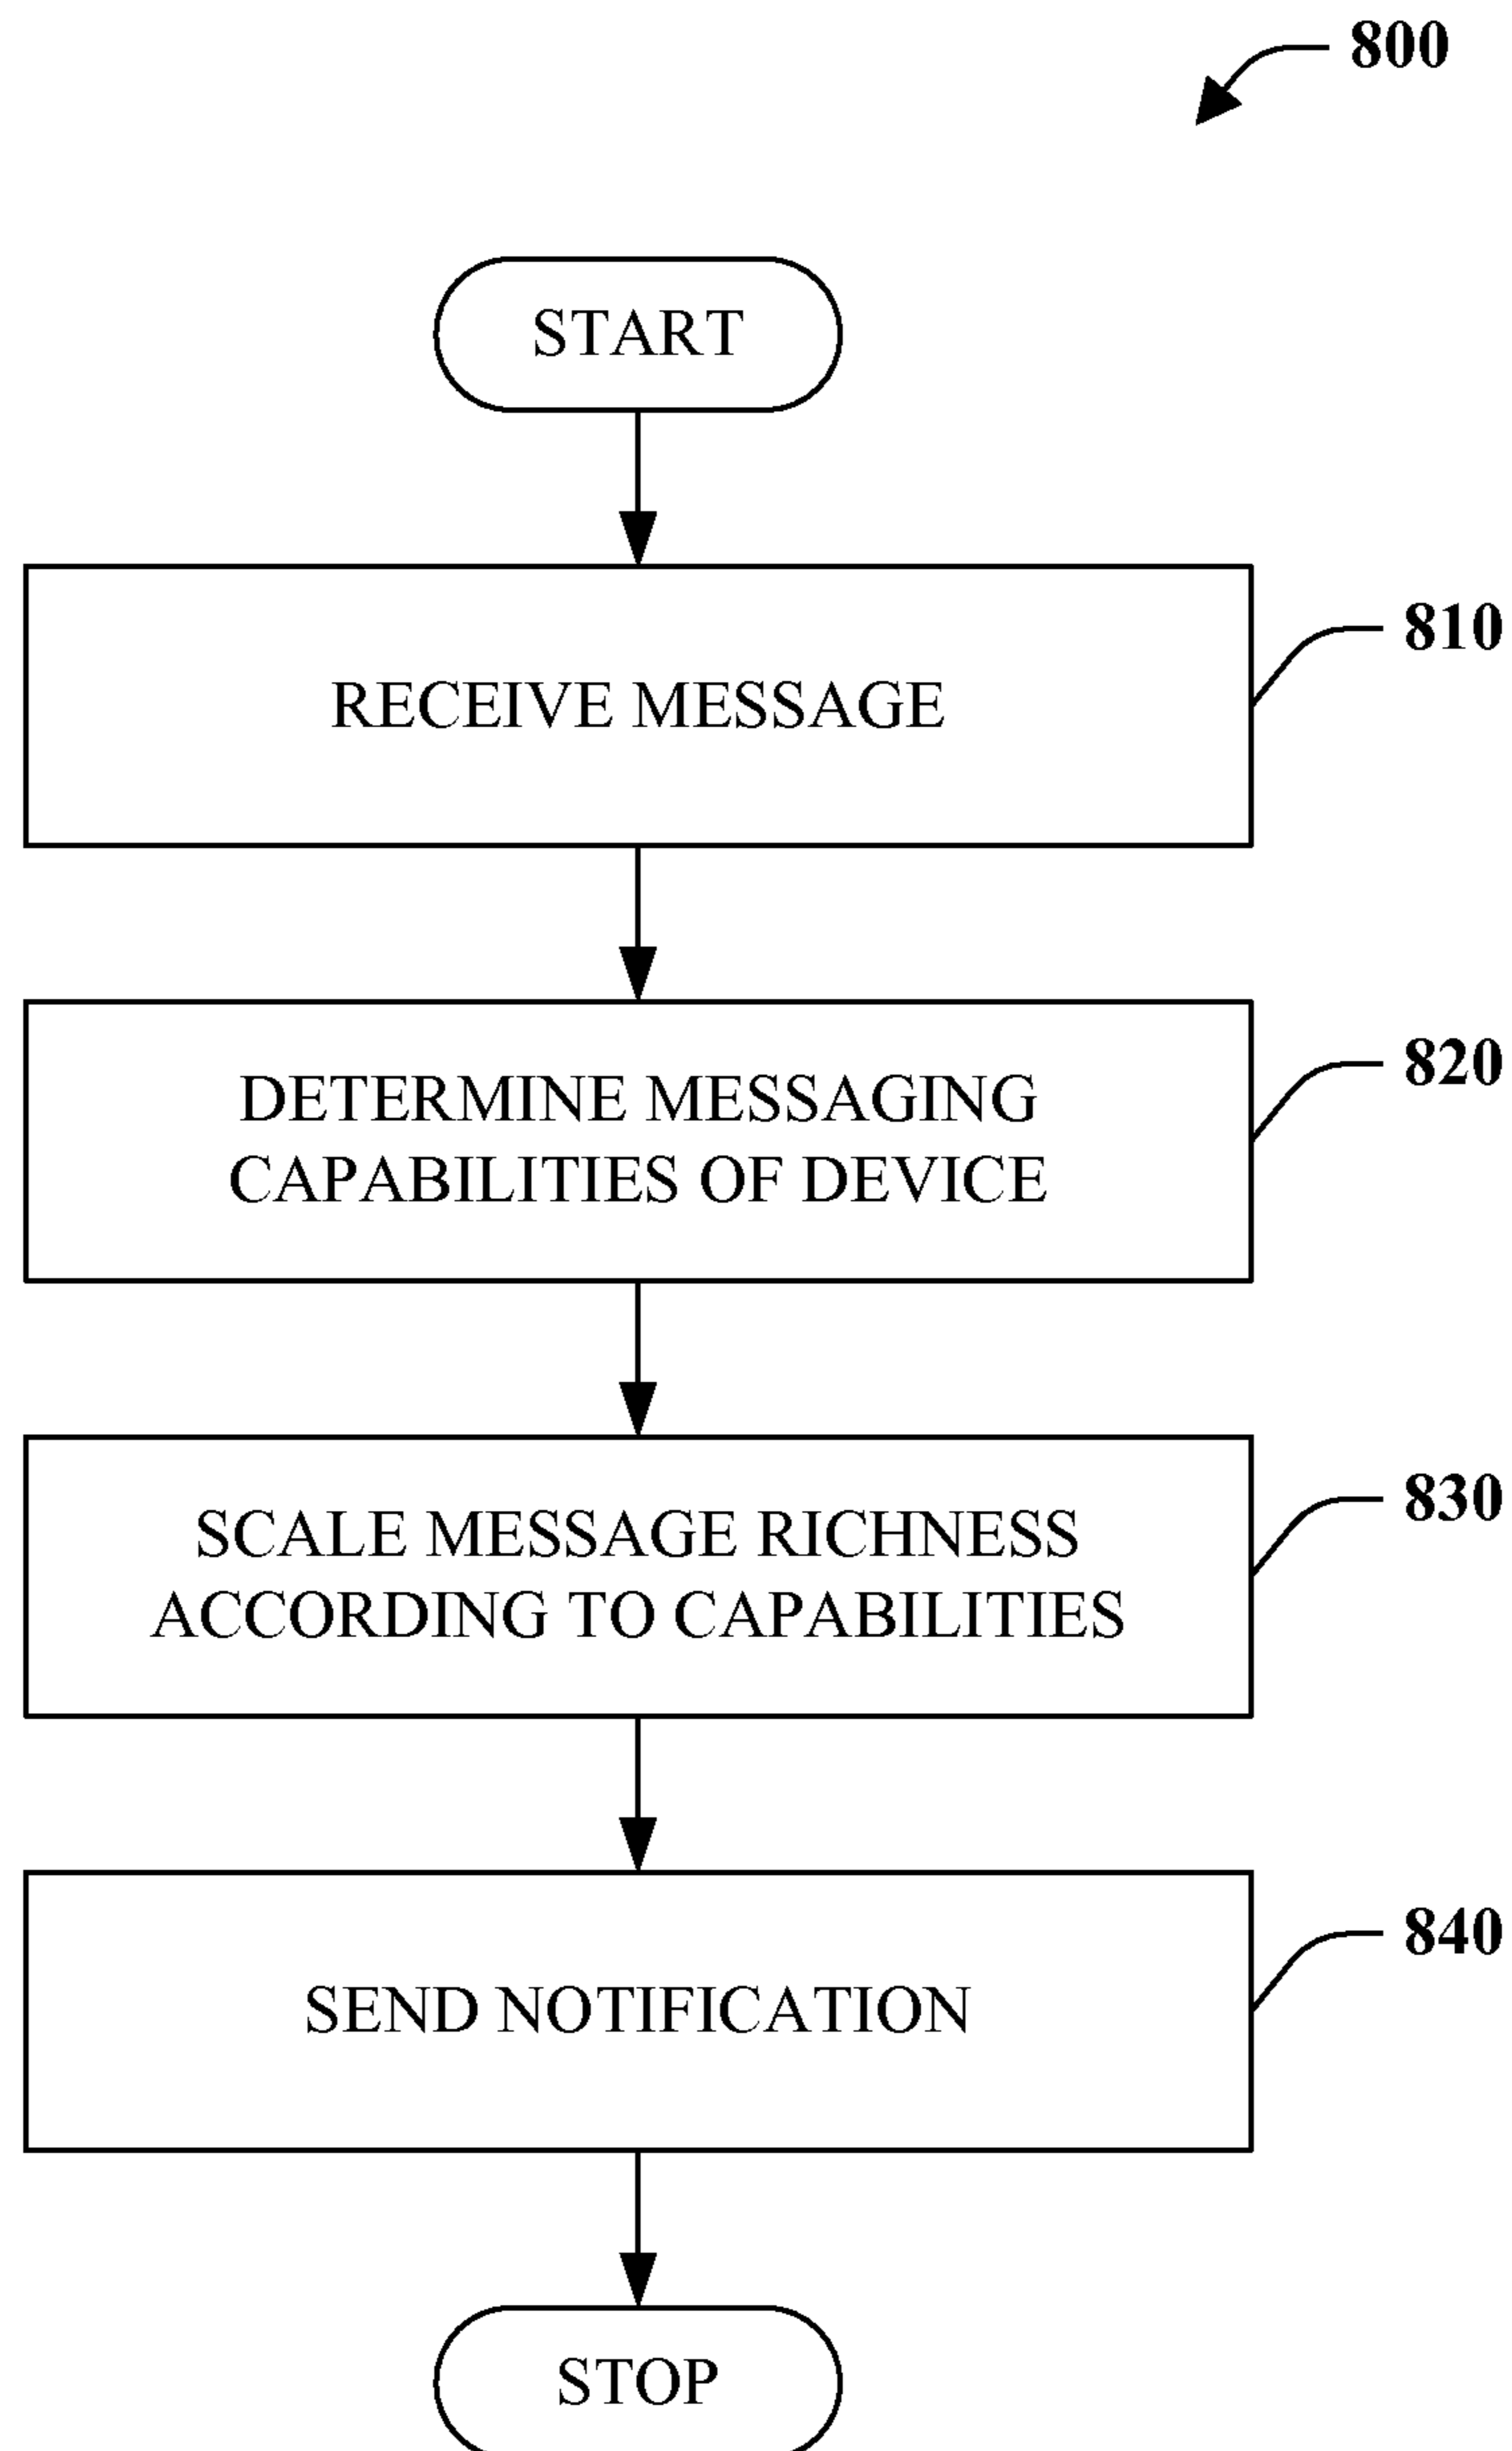 800
START
RECEIVE MESSAGE
810
DETERMINE MESSAGING
CAPABILITIES OF DEVICE
820
SCALE MESSAGE RICHNESS
ACCORDING TO CAPABILITIES
830
SEND NOTIFICATION
840
STOP